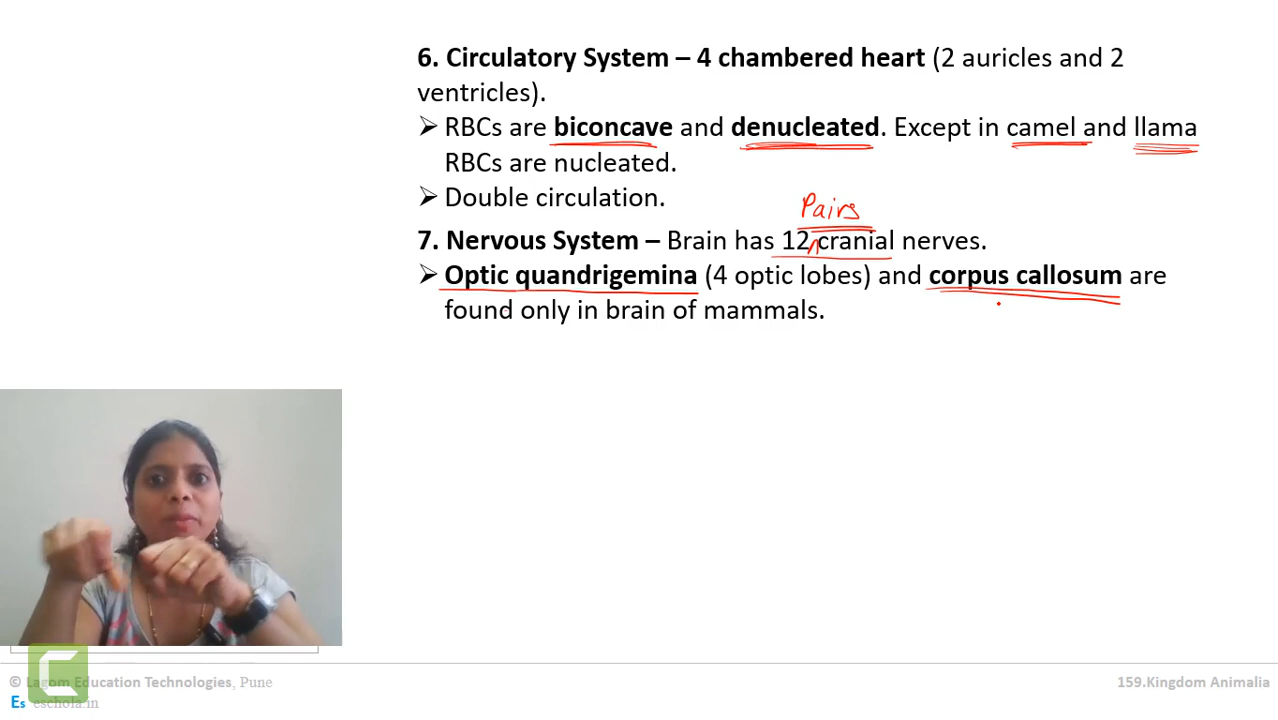 6. Circulatory System – 4 chambered heart (2 auricles and 2
ventricles).
➢ RBCs are biconcave and denucleated. Except in camel and llama
RBCs are nucleated.
➢ Double circulation.
Pairs
7. Nervous System – Brain has 12 cranial nerves.
➢ Optic quandrigemina (4 optic lobes) and corpus callosum are
found only in brain of mammals.
© Lagom Education Technologies, Pune
159.Kingdom Animalia
Es eschola.in